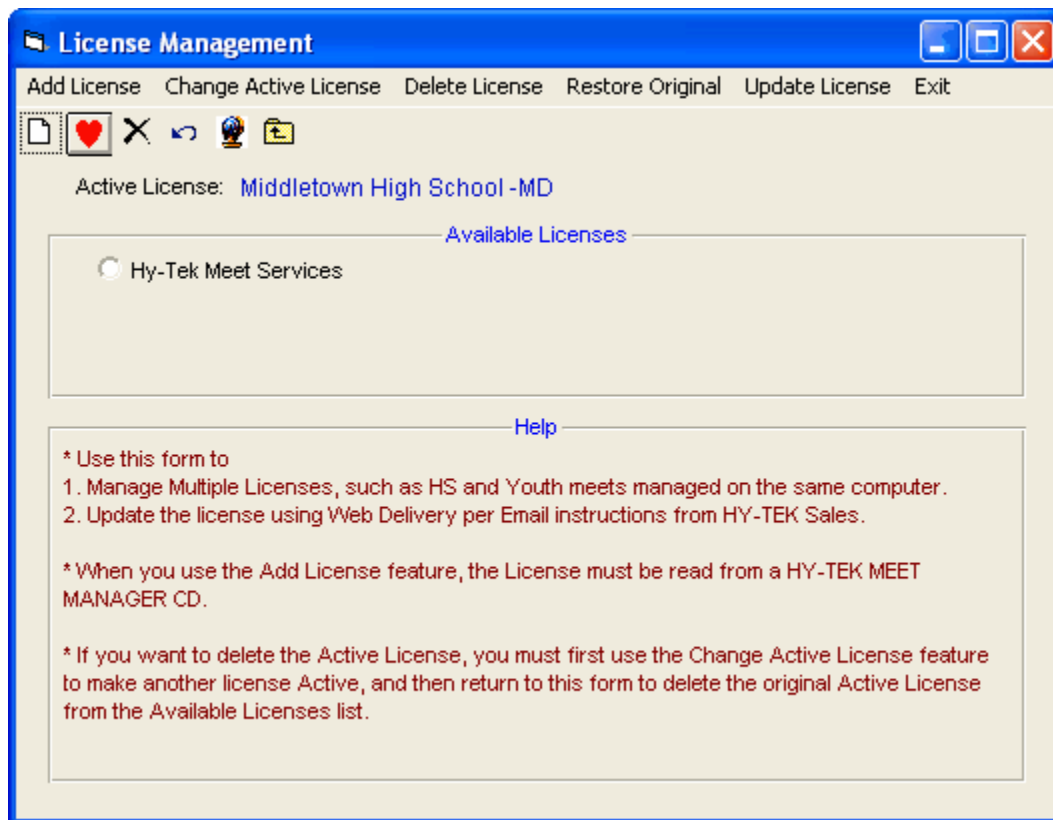 License Management
Add License Change Active License Delete License Restore Original Update License Exit
Active License: Middletown High School -MD
Available Licenses
Hy-Tek Meet Services
Help
* Use this form to
1. Manage Multiple Licenses, such as HS and Youth meets managed on the same computer.
2. Update the license using Web Delivery per Email instructions from HY-TEK Sales.
* When you use the Add License feature, the License must be read from a HY-TEK MEET
MANAGER CD.
* If you want to delete the Active License, you must first use the Change Active License feature
to make another license Active, and then return to this form to delete the original Active License
from the Available Licenses list.